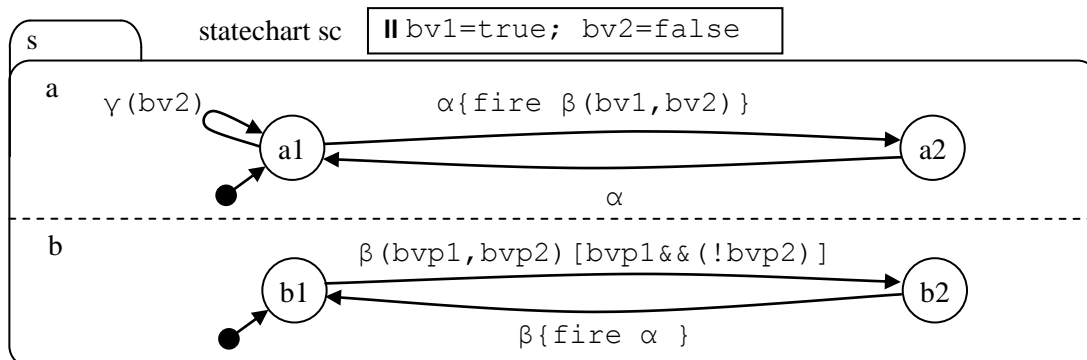 s
statechart sc
||bv1=true; bv2=false
a
γ(bv2)
α{fire β(bv1,bv2)}
a1
a2
α
b
β(bvp1,bvp2)[bvp1&&(!bvp2)]
b1
b2
β{fire α }